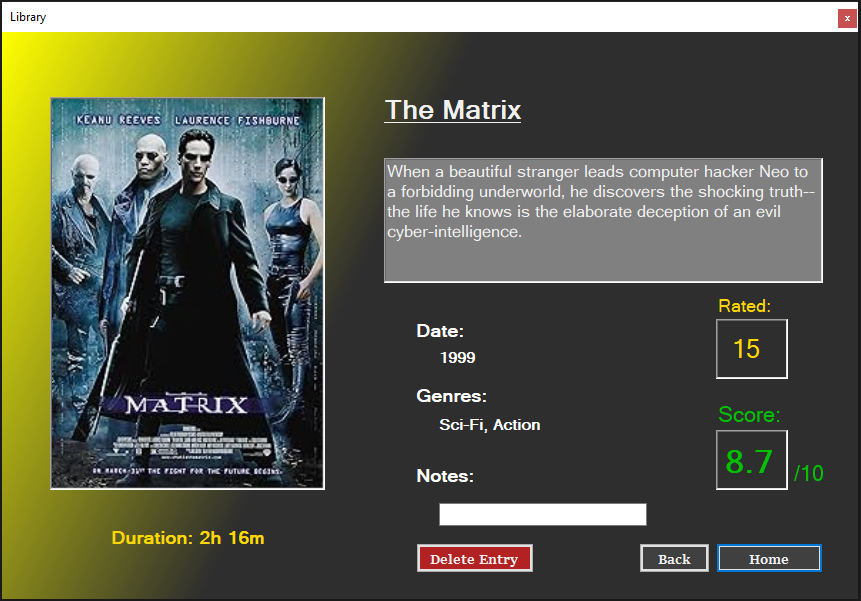 Library
x
KEANU REEVES LAURENCE FISHBURNE
MATRIX
ON MARCH 31ST THE FIGHT FOR THE FUTURE BEGINS.
Duration: 2h 16m
The Matrix
When a beautiful stranger leads computer hacker Neo to
a forbidding underworld, he discovers the shocking truth--
the life he knows is the elaborate deception of an evil
cyber-intelligence.
Date:
1999
Genres:
Sci-Fi, Action
Notes:
Rated:
15
Score:
8.7 /10
Delete Entry
Back
Home